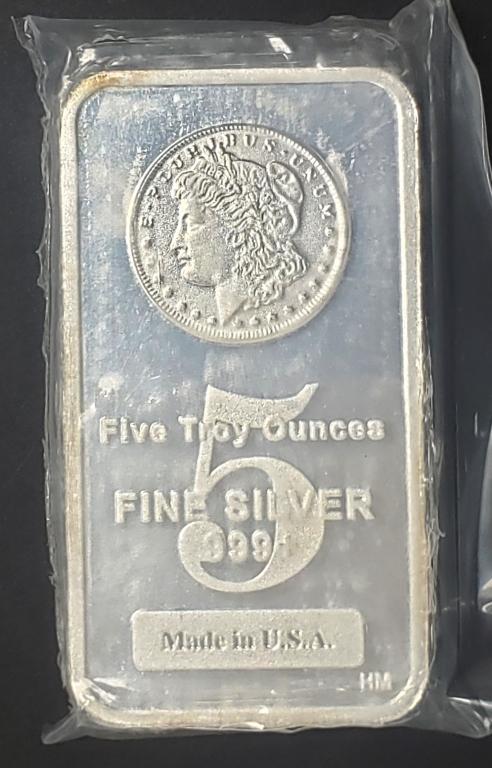 E·PLURIBUS·UNUM
5
Five Troy Ounces
FINE SILVER
999+
Made in U.S.A.
HM